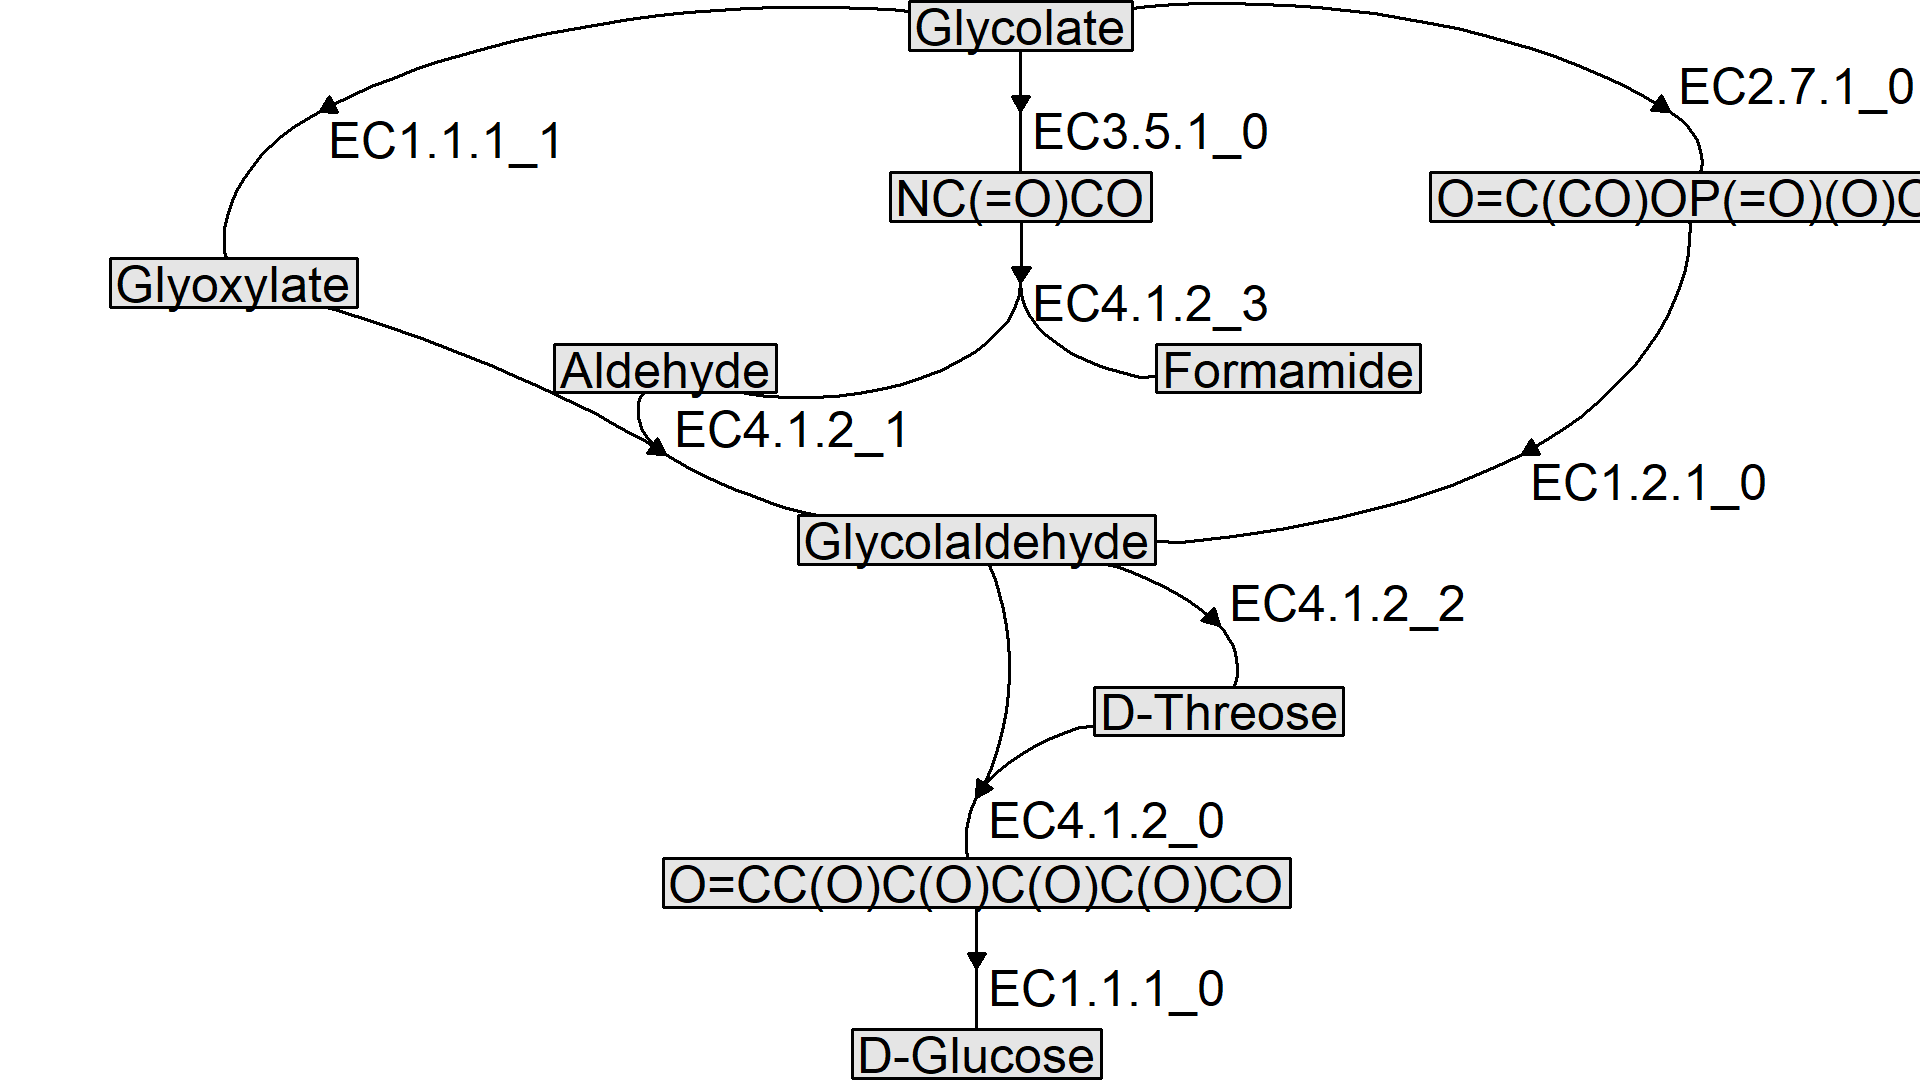 Glycolate
EC2.7.1_0
EC1.1.1_1
EC3.5.1_0
NC(=O)CO
O=C(CO)OP(=O)(O)
Glyoxylate
EC4.1.2_3
Aldehyde
Formamide
EC4.1.2_1
EC1.2.1_0
Glycolaldehyde
EC4.1.2_2
D-Threose
EC4.1.2_0
O=CC(O)C(O)C(O)C(O)CO
EC1.1.1_0
D-Glucose